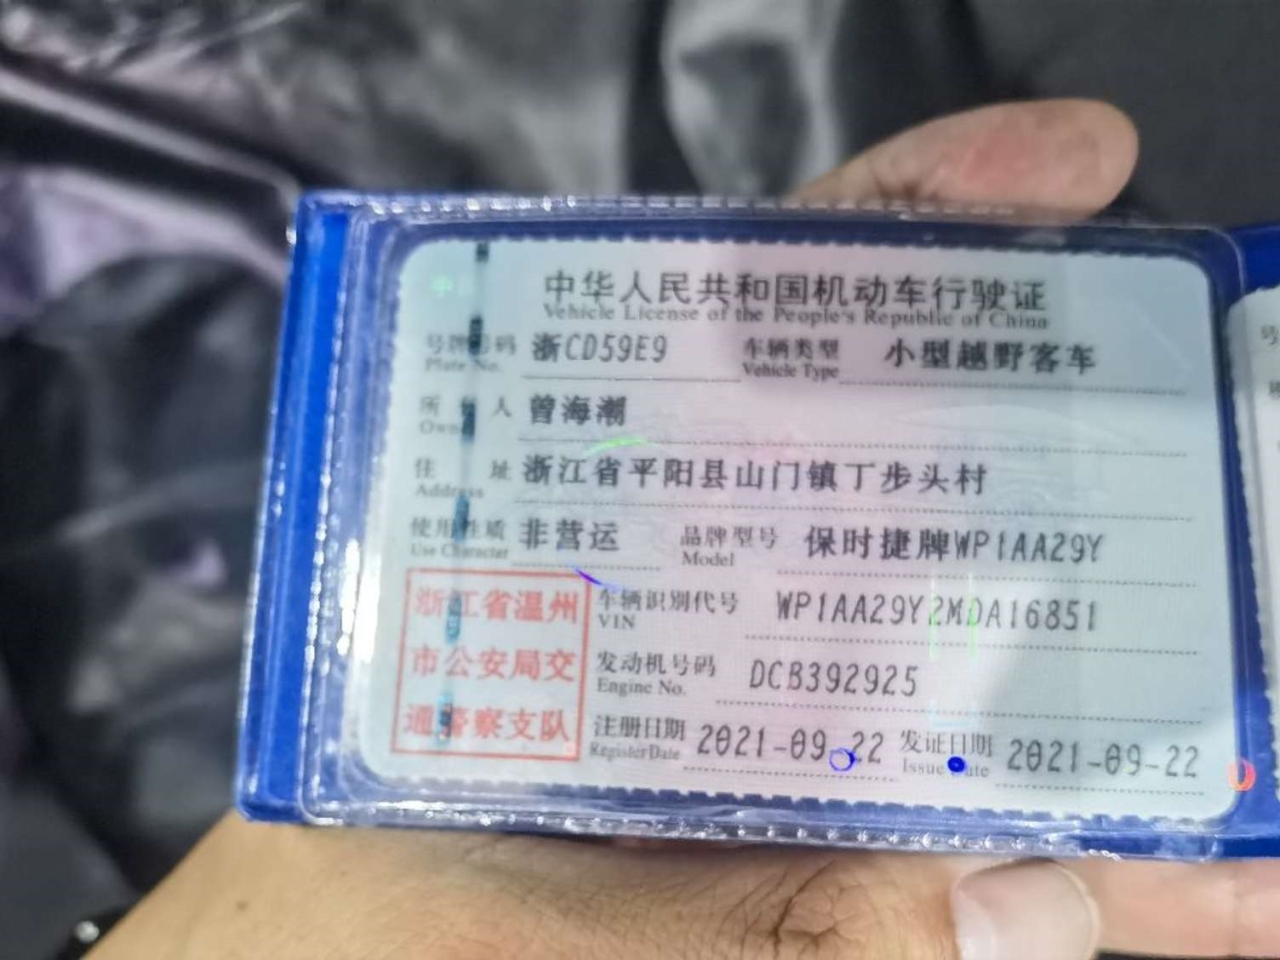 中华人民共和国机动车行驶证
Vehicle License of the People's Republic of China
号牌号码 浙CD59E9 车辆类型 小型越野客车
Plate No. Vehicle Type
所有人 曾海潮
Owner
住址 浙江省平阳县山门镇丁步头村
Address
使用性质 非营运 品牌型号 保时捷牌WP1AA29Y
Use Character Model
浙江省温州
市公安局交
通警察支队
车辆识别代号 WP1AA29Y2MDA16851
VIN
发动机号码 DCB392925
Engine No.
注册日期 2021-09-22 发证日期 2021-09-22
Register Date Issue Date
号